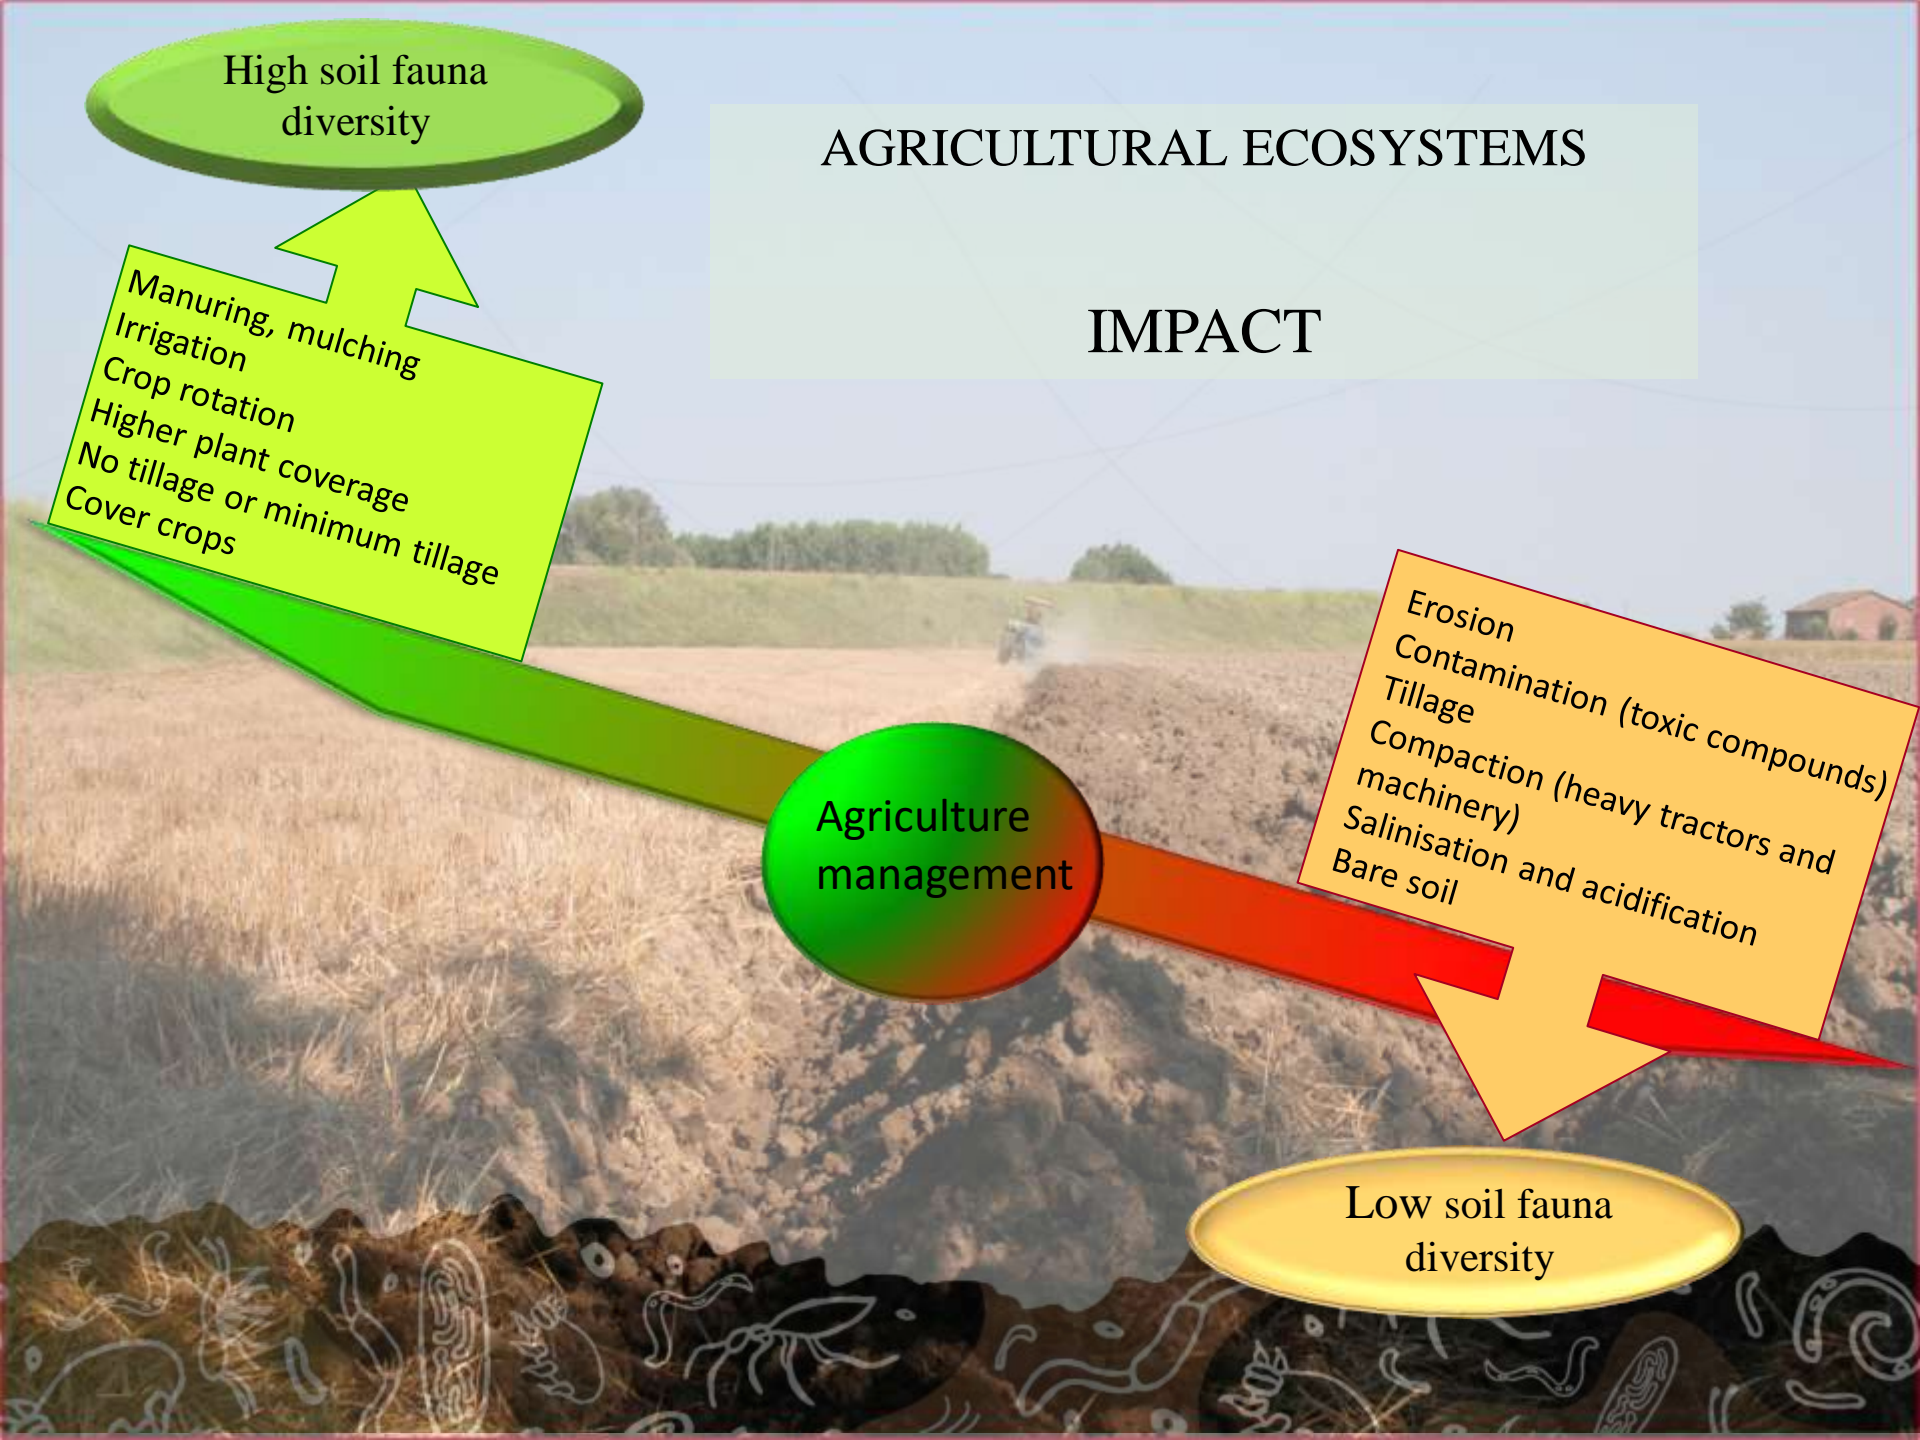 High soil fauna
diversity
AGRICULTURAL ECOSYSTEMS
IMPACT
Manuring, mulching
Irrigation
Crop rotation
Higher plant coverage
No tillage or minimum tillage
Cover crops
Agriculture
management
Erosion
Contamination (toxic compounds)
Tillage
Compaction (heavy tractors and
machinery)
Salinisation and acidification
Bare soil
Low soil fauna
diversity